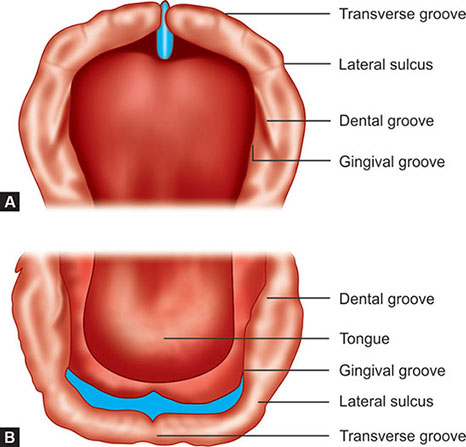 Transverse groove
Lateral sulcus
Dental groove
Gingival groove
A
Dental groove
Tongue
Gingival groove
Lateral sulcus
Transverse groove
B